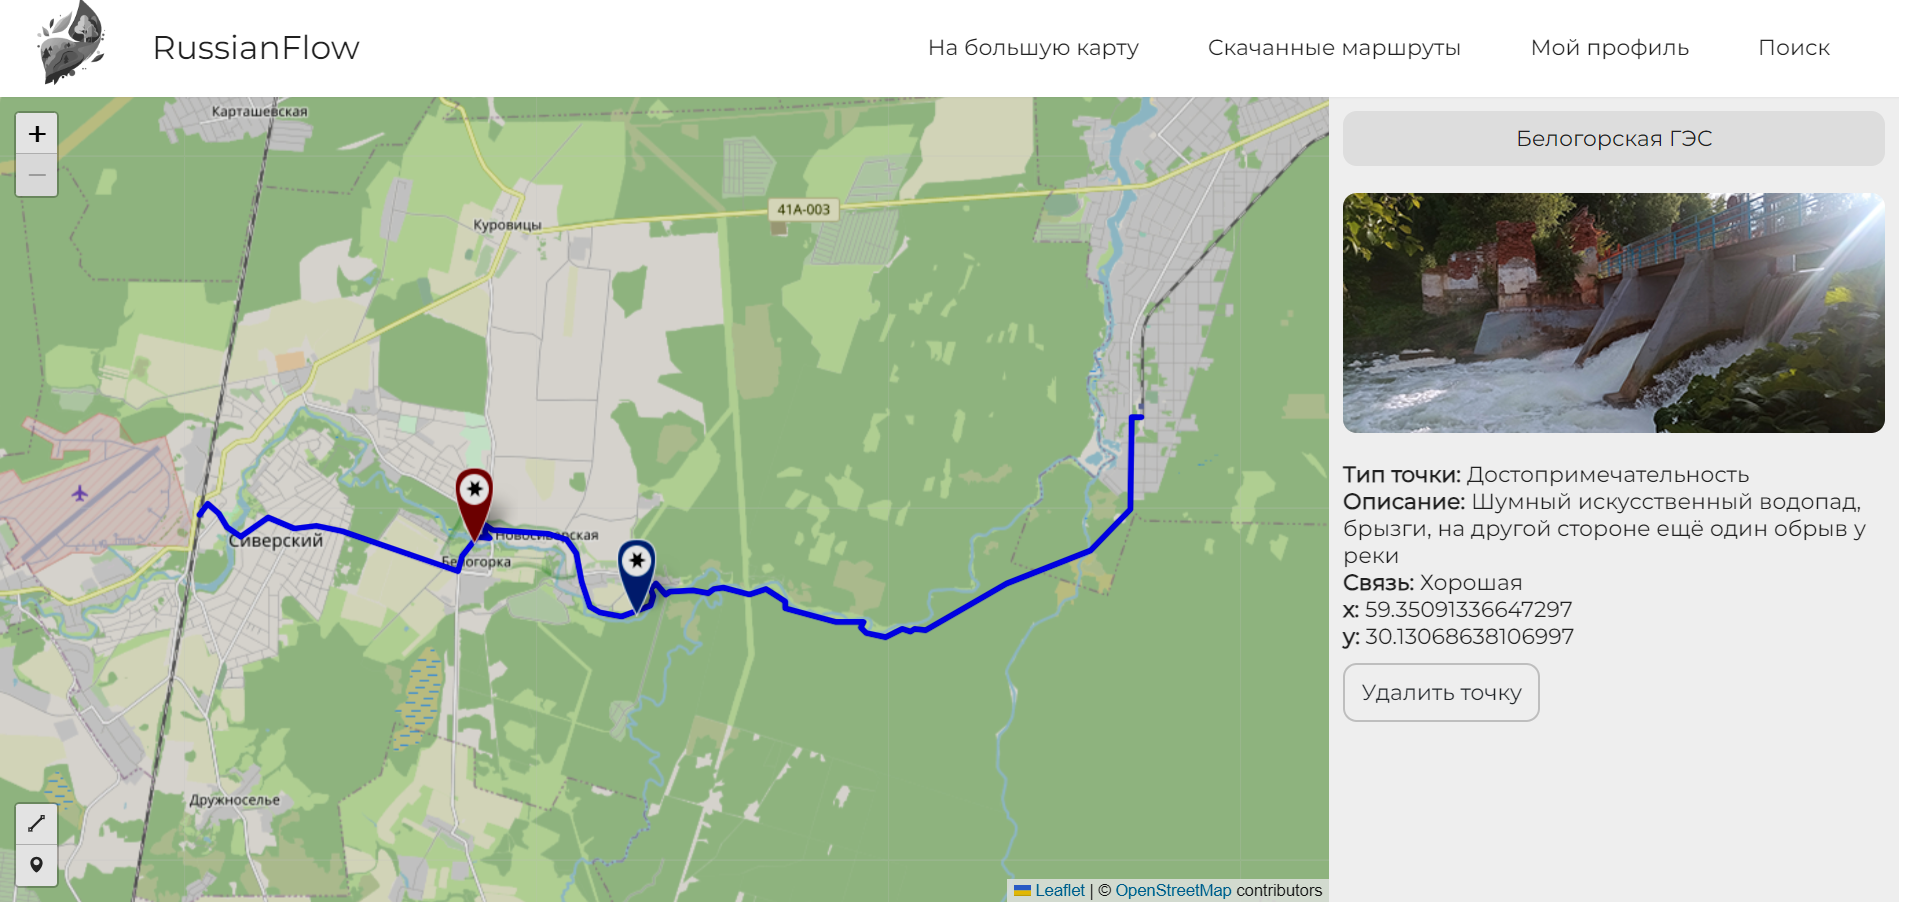 RussianFlow
На большую карту
Скачанные маршруты
Мой профиль
Поиск
+
−
Карташевская
Куровицы
41А-003
Сиверский
Новосиверская
Белогорка
Дружноселье
Leaflet | © OpenStreetMap contributors
Белогорская ГЭС
Тип точки: Достопримечательность
Описание: Шумный искусственный водопад,
брызги, на другой стороне ещё один обрыв у
реки
Связь: Хорошая
x: 59.35091336647297
y: 30.13068638106997
Удалить точку